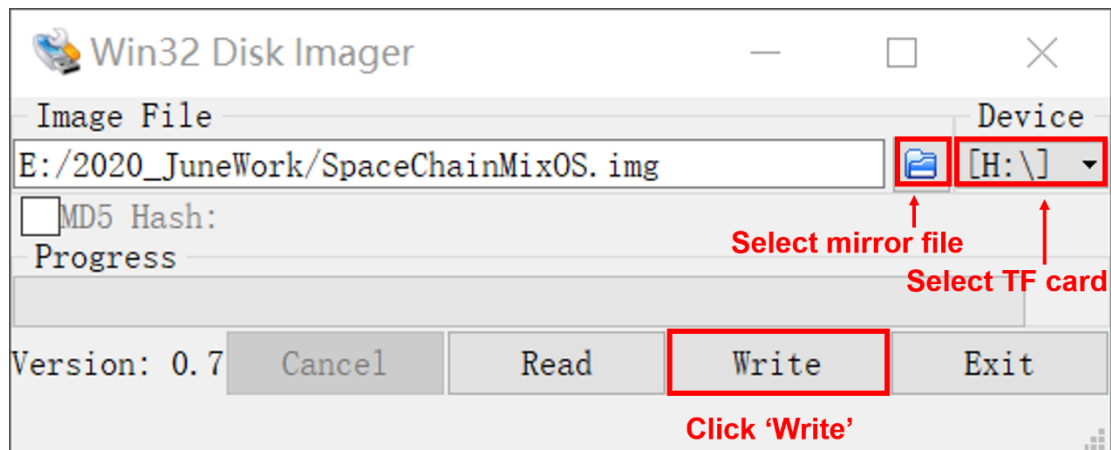 Win32 Disk Imager
Image File
Device
E:/2020_JuneWork/SpaceChainMixOS.img
[H:\]
MD5 Hash:
Select mirror file
Progress
Select TF card
Version: 0.7
Cancel
Read
Write
Exit
Click ‘Write’